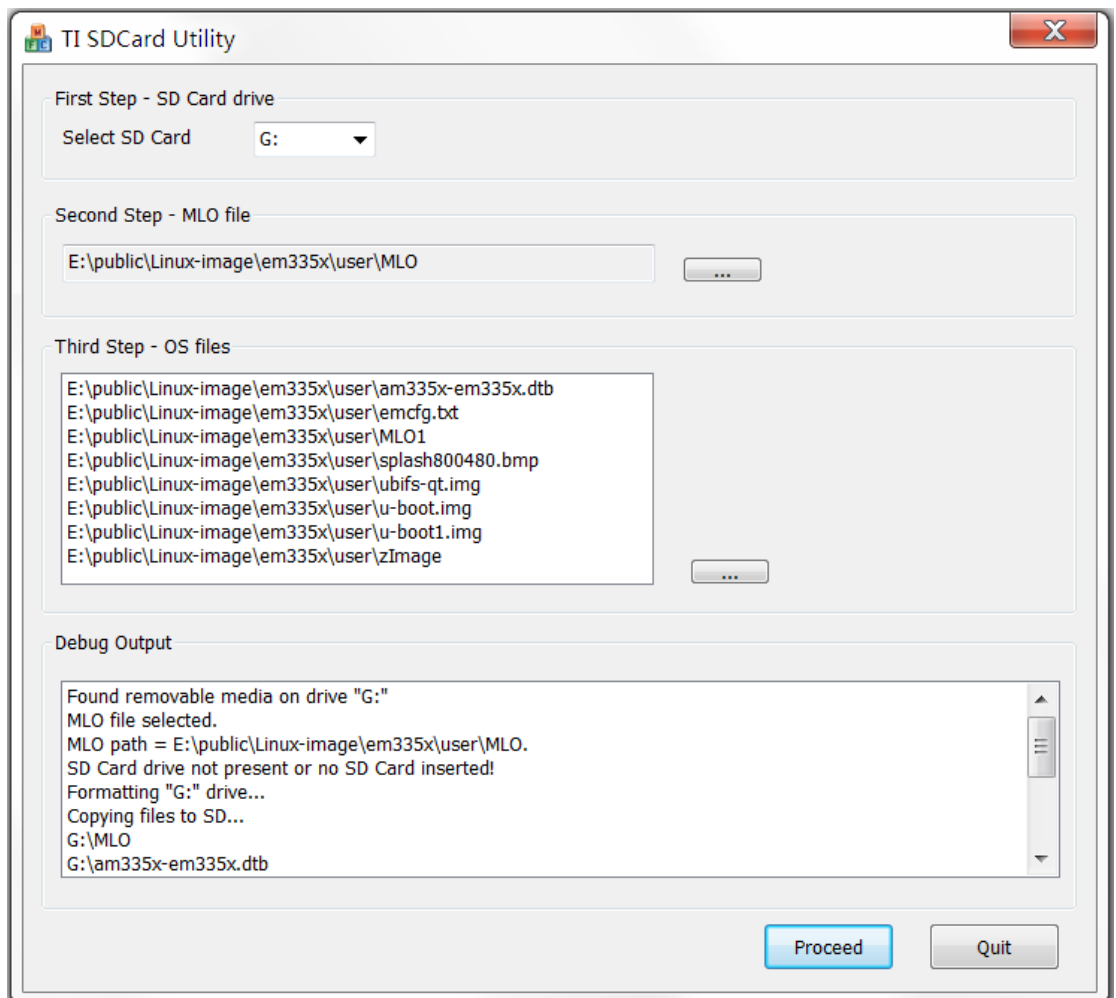 TI SDCard Utility
First Step - SD Card drive
Select SD Card G:
Second Step - MLO file
E:\public\Linux-image\em335x\user\MLO
...
Third Step - OS files
E:\public\Linux-image\em335x\user\am335x-em335x.dtb
E:\public\Linux-image\em335x\user\emcfg.txt
E:\public\Linux-image\em335x\user\MLO1
E:\public\Linux-image\em335x\user\splash800480.bmp
E:\public\Linux-image\em335x\user\ubifs-qt.img
E:\public\Linux-image\em335x\user\u-boot.img
E:\public\Linux-image\em335x\user\u-boot1.img
E:\public\Linux-image\em335x\user\zImage
...
Debug Output
Found removable media on drive "G:"
MLO file selected.
MLO path = E:\public\Linux-image\em335x\user\MLO.
SD Card drive not present or no SD Card inserted!
Formatting "G:" drive...
Copying files to SD...
G:\MLO
G:\am335x-em335x.dtb
Proceed Quit